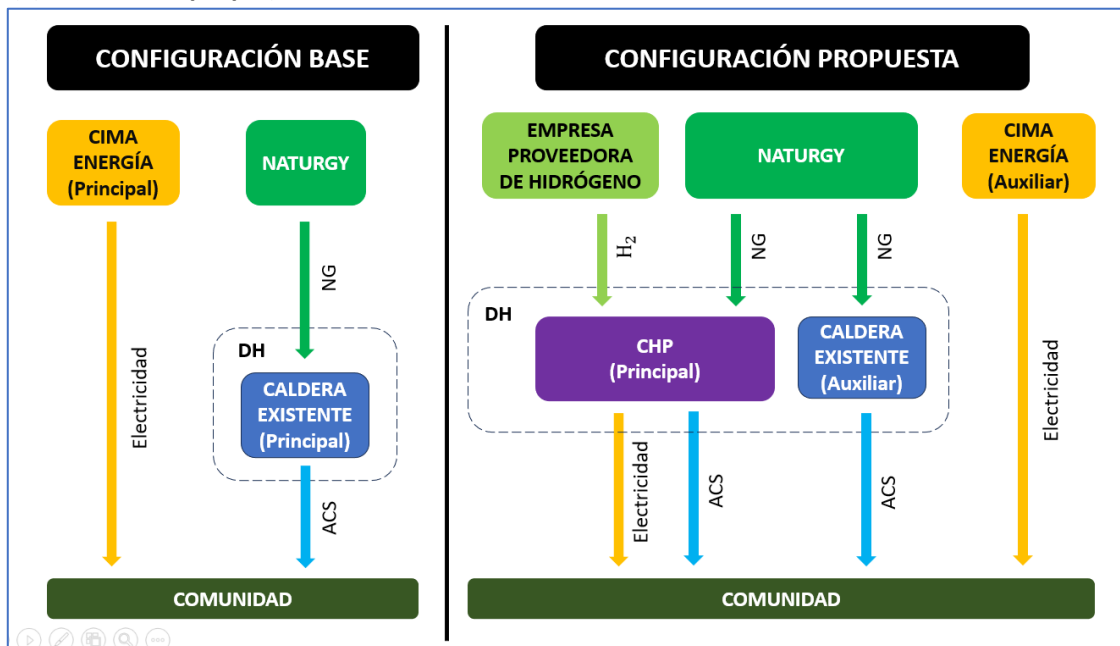 CONFIGURACIÓN BASE
CIMA
ENERGÍA
(Principal)
NATURGY
NG
Electricidad
DH
CALDERA
EXISTENTE
(Principal)
ACS
COMUNIDAD
CONFIGURACIÓN PROPUESTA
EMPRESA
PROVEEDORA
DE HIDRÓGENO
NATURGY
CIMA
ENERGÍA
(Auxiliar)
H₂
NG
NG
DH
CHP
(Principal)
CALDERA
EXISTENTE
(Auxiliar)
Electricidad
Electricidad
ACS
ACS
COMUNIDAD